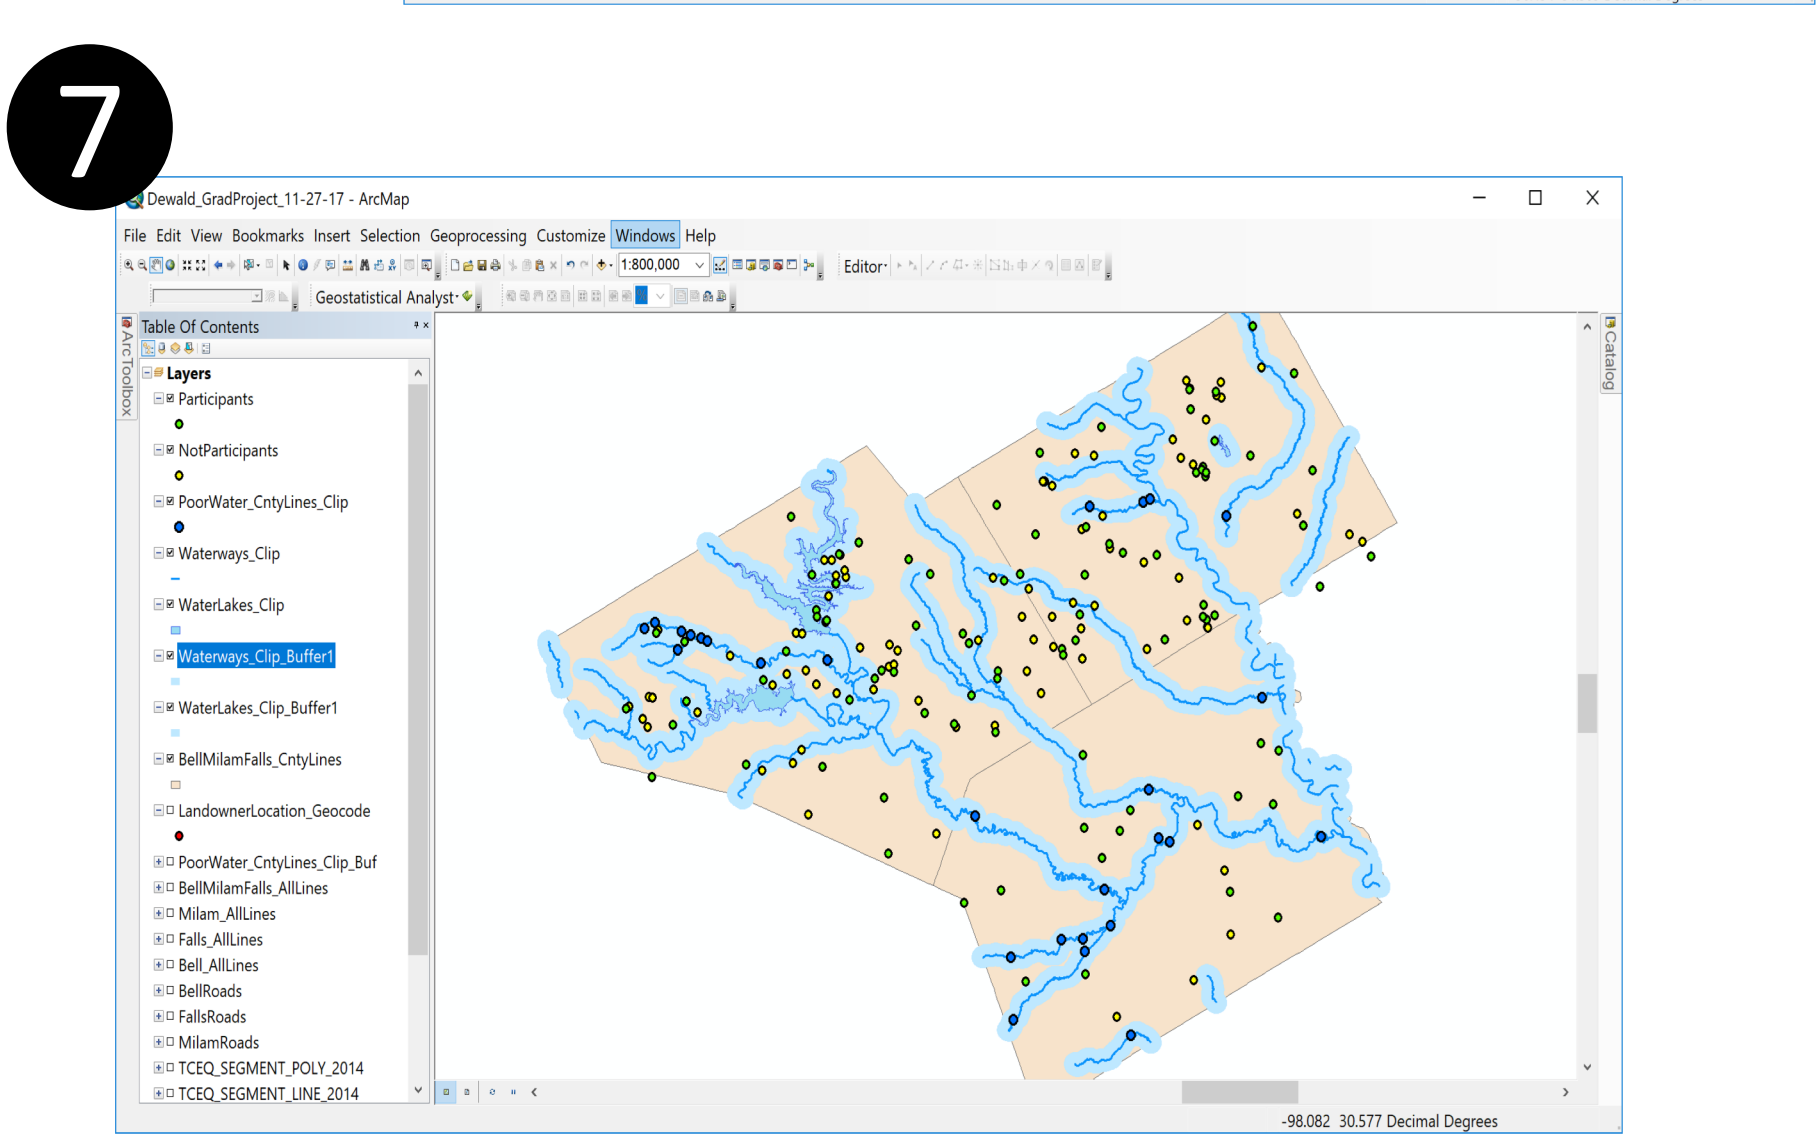 7
Dewald_GradProject_11-27-17 - ArcMap
File Edit View Bookmarks Insert Selection Geoprocessing Customize Windows Help
1:800,000
Editor
Geostatistical Analyst
ArcToolbox
Table Of Contents
Catalog
Layers
Participants
NotParticipants
PoorWater_CntyLines_Clip
Waterways_Clip
WaterLakes_Clip
Waterways_Clip_Buffer1
WaterLakes_Clip_Buffer1
BellMilamFalls_CntyLines
LandownerLocation_Geocode
PoorWater_CntyLines_Clip_Buf
BellMilamFalls_AllLines
Milam_AllLines
Falls_AllLines
Bell_AllLines
BellRoads
FallsRoads
MilamRoads
TCEQ_SEGMENT_POLY_2014
TCEQ_SEGMENT_LINE_2014
-98.082 30.577 Decimal Degrees